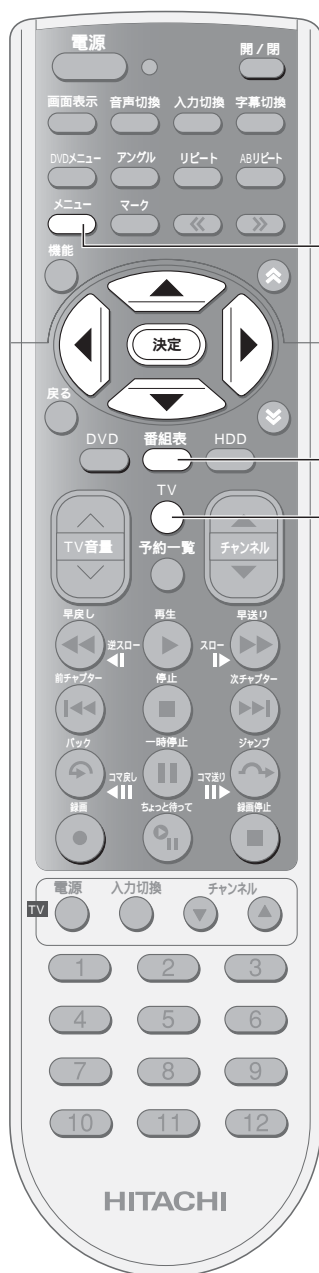 電源
開/閉
画面表示 音声切換 入力切換 字幕切換
DVDメニュー アングル リピート ABリピート
メニュー マーク
機能
決定
戻る
DVD 番組表 HDD
TV
TV音量 予約一覧 チャンネル
早戻し 再生 早送り
逆スロー スロー
前チャプター 停止 次チャプター
バック 一時停止 ジャンプ
コマ戻し コマ送り
録画 ちょっと待って 録画停止
電源 入力切換 チャンネル
TV
1 2 3
4 5 6
7 8 9
10 11 12
HITACHI